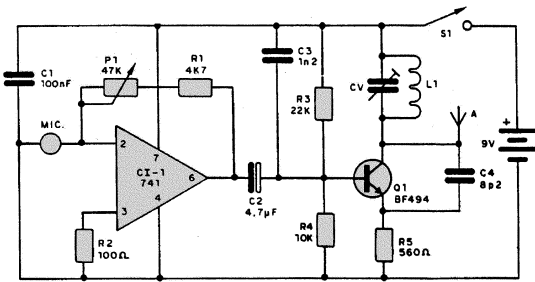 S1
C1
100nF
P1
47K
R1
4K7
C3
1n2
R3
22K
CV
L1
A
+
9V
MIC.
2
7
CI-1
741
6
3
4
C2
4,7µF
Q1
BF494
C4
8p2
R2
100Ω
R4
10K
R5
560Ω